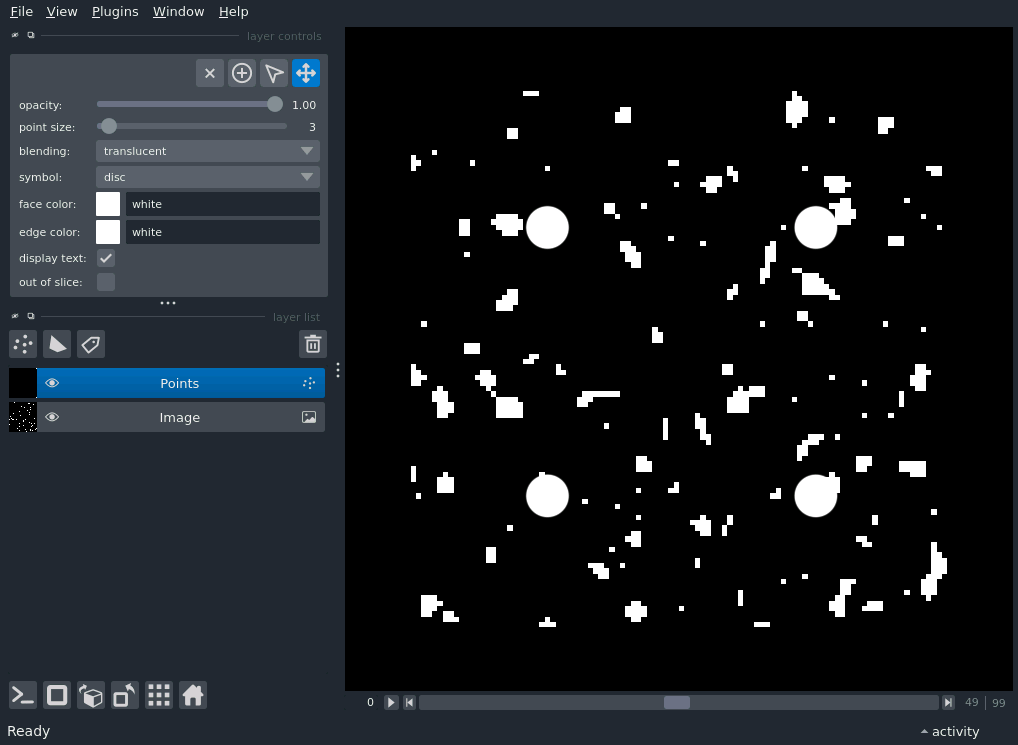 File View Plugins Window Help
layer controls
opacity: 1.00
point size: 3
blending: translucent
symbol: disc
face color: white
edge color: white
display text:
out of slice:
layer list
Points
Image
0 49 | 99
Ready activity